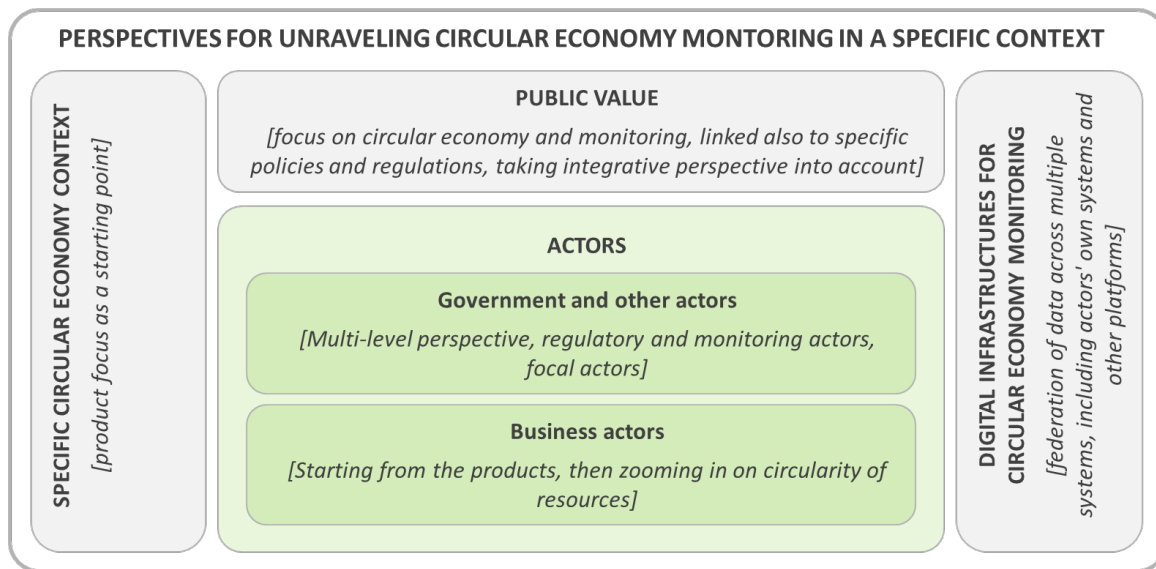 PERSPECTIVES FOR UNRAVELING CIRCULAR ECONOMY MONTORING IN A SPECIFIC CONTEXT
SPECIFIC CIRCULAR ECONOMY CONTEXT
[product focus as a starting point]
PUBLIC VALUE
[focus on circular economy and monitoring, linked also to specific
policies and regulations, taking integrative perspective into account]
ACTORS
Government and other actors
[Multi-level perspective, regulatory and monitoring actors,
focal actors]
Business actors
[Starting from the products, then zooming in on circularity of
resources]
DIGITAL INFRASTRUCTURES FOR
CIRCULAR ECONOMY MONITORING
[federation of data across multiple
systems, including actors' own systems and
other platforms]